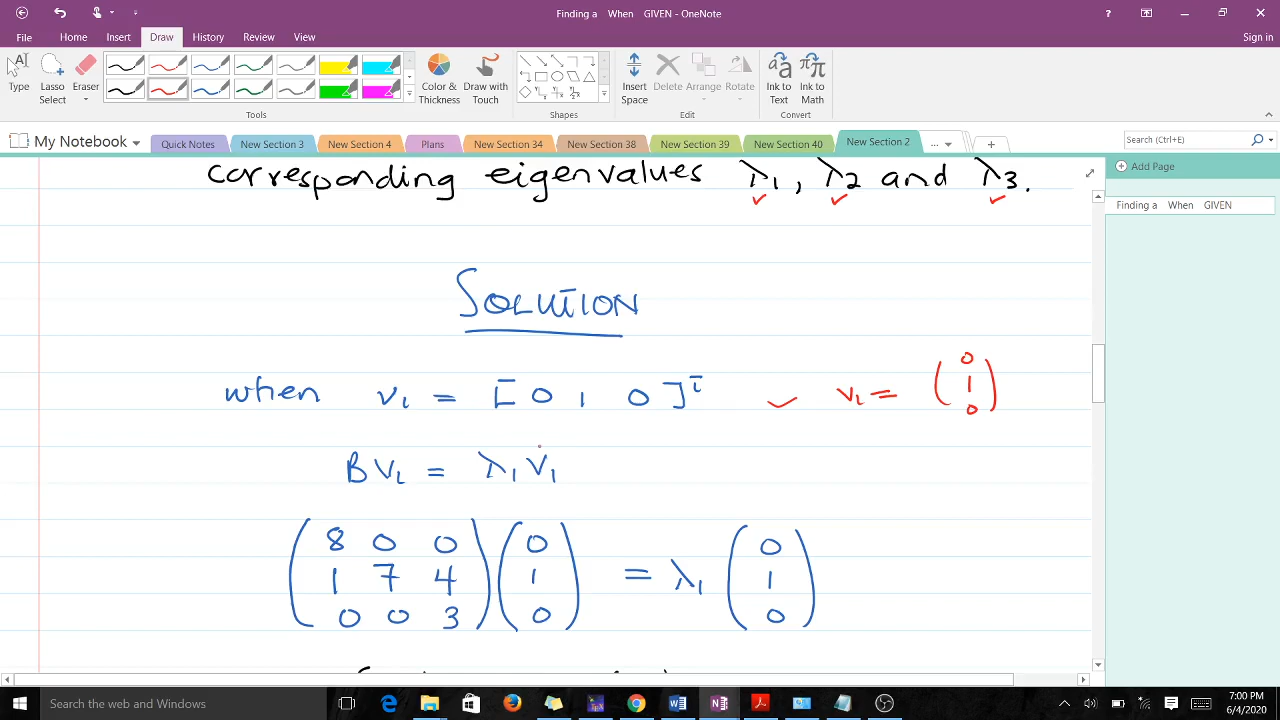 Finding a When GIVEN - OneNote
File Home Insert Draw History Review View Sign in
Type Lasso Select Eraser Color & Thickness Draw with Touch Insert Space Delete Arrange Rotate Ink to Text Ink to Math
Tools Shapes Edit Convert
My Notebook Quick Notes New Section 3 New Section 4 Plans New Section 34 New Section 38 New Section 39 New Section 40 New Section 2 ... + Search (Ctrl+E)
Add Page
Finding a When GIVEN
corresponding eigenvalues λ1, λ2 and λ3.
SOLUTION
when v1 = [ 0 1 0 ]T v1 = ( 0 1 0 )
B V1 = λ1 V1
( 8 0 0 ) ( 0 ) ( 0 )
( 1 7 4 ) ( 1 ) = λ1 ( 1 )
( 0 0 3 ) ( 0 ) ( 0 )
Search the web and Windows
7:00 PM
6/4/2020